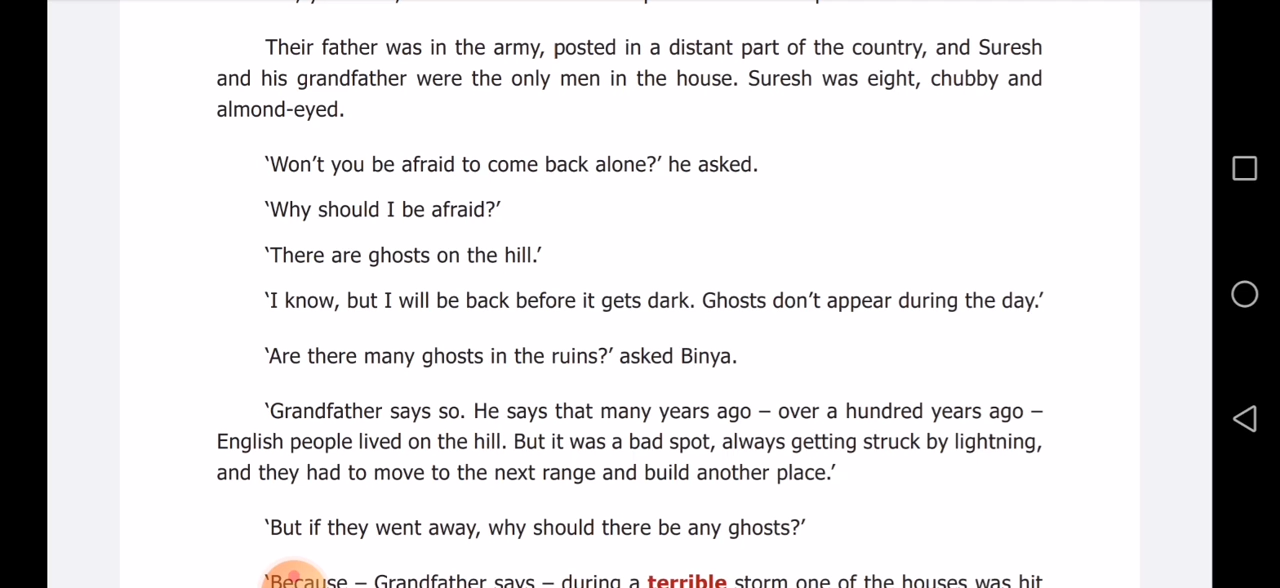 Their father was in the army, posted in a distant part of the country, and Suresh
and his grandfather were the only men in the house. Suresh was eight, chubby and
almond-eyed.
‘Won’t you be afraid to come back alone?’ he asked.
‘Why should I be afraid?’
‘There are ghosts on the hill.’
‘I know, but I will be back before it gets dark. Ghosts don’t appear during the day.’
‘Are there many ghosts in the ruins?’ asked Binya.
‘Grandfather says so. He says that many years ago – over a hundred years ago –
English people lived on the hill. But it was a bad spot, always getting struck by lightning,
and they had to move to the next range and build another place.’
‘But if they went away, why should there be any ghosts?’
‘Because – Grandfather says – during a terrible storm one of the houses was hit